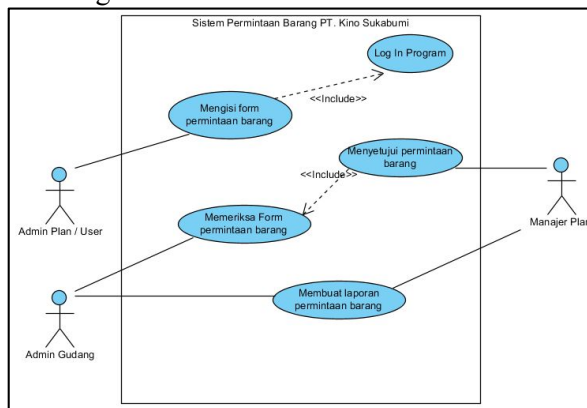 Sistem Permintaan Barang PT. Kino Sukabumi
Log In Program
<<Include>>
Mengisi form
permintaan barang
Menyetujui permintaan
barang
<<Include>>
Admin Plan / User
Memeriksa Form
permintaan barang
Manajer Plan
Membuat laporan
permintaan barang
Admin Gudang